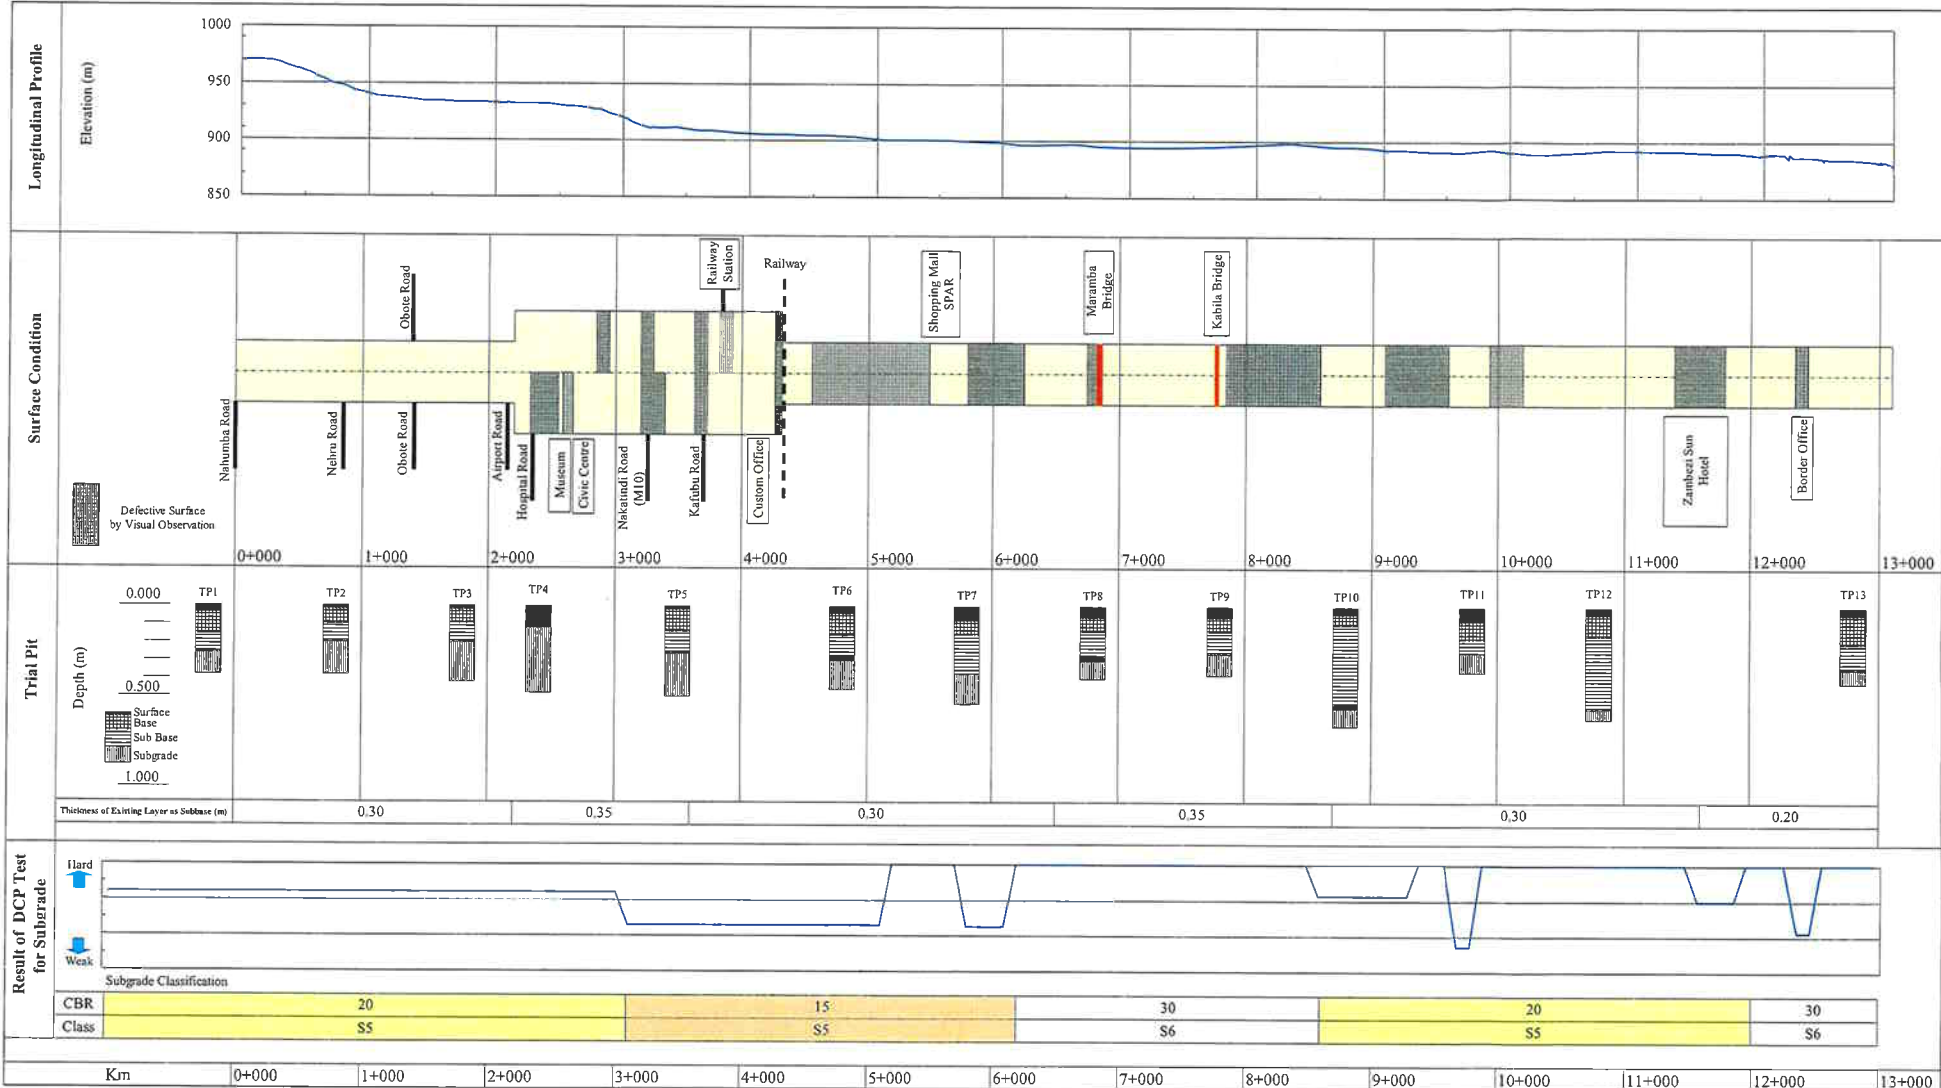 Longitudinal Profile
Elevation (m)
1000
950
900
850
Surface Condition
Nahumba Road
Nehru Road
Obote Road
Obote Road
Airport Road
Hospital Road
Museum
Civic Centre
Nakatindi Road
(M10)
Kafubu Road
Railway
Station
Custom Office
Railway
Shopping Mall
SPAR
Maramba
Bridge
Kabila Bridge
Zambezi Sun
Hotel
Border Office
Defective Surface
by Visual Observation
0+000 1+000 2+000 3+000 4+000 5+000 6+000 7+000 8+000 9+000 10+000 11+000 12+000 13+000
Trial Pit
Depth (m)
0.000
0.500
1.000
TP1 TP2 TP3 TP4 TP5 TP6 TP7 TP8 TP9 TP10 TP11 TP12 TP13
Surface
Base
Sub Base
Subgrade
Thickness of Existing Layer as Subbase (m) 0.30 0.35 0.30 0.35 0.30 0.20
Result of DCP Test
for Subgrade
Hard
Weak
Subgrade Classification
CBR 20 15 30 20 30
Class S5 S5 S6 S5 S6
Km 0+000 1+000 2+000 3+000 4+000 5+000 6+000 7+000 8+000 9+000 10+000 11+000 12+000 13+000